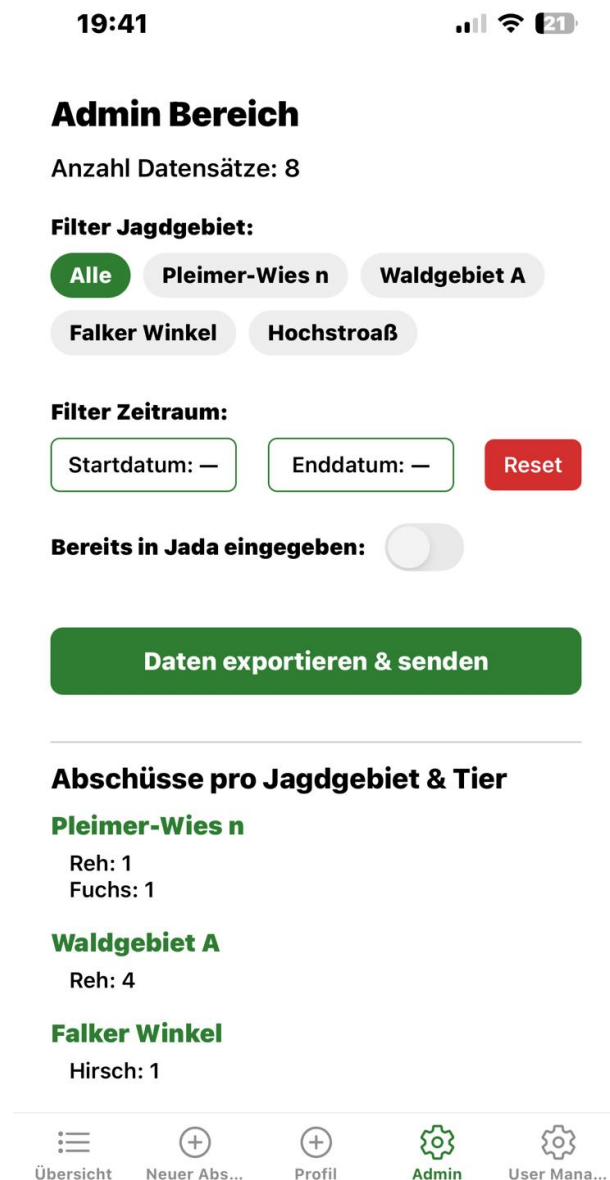 19:41
21
Admin Bereich
Anzahl Datensätze: 8
Filter Jagdgebiet:
Alle Pleimer-Wies n Waldgebiet A
Falker Winkel Hochstroaß
Filter Zeitraum:
Startdatum: — Enddatum: — Reset
Bereits in Jada eingegeben:
Daten exportieren & senden
Abschüsse pro Jagdgebiet & Tier
Pleimer-Wies n
Reh: 1
Fuchs: 1
Waldgebiet A
Reh: 4
Falker Winkel
Hirsch: 1
Übersicht Neuer Abs... Profil Admin User Mana...